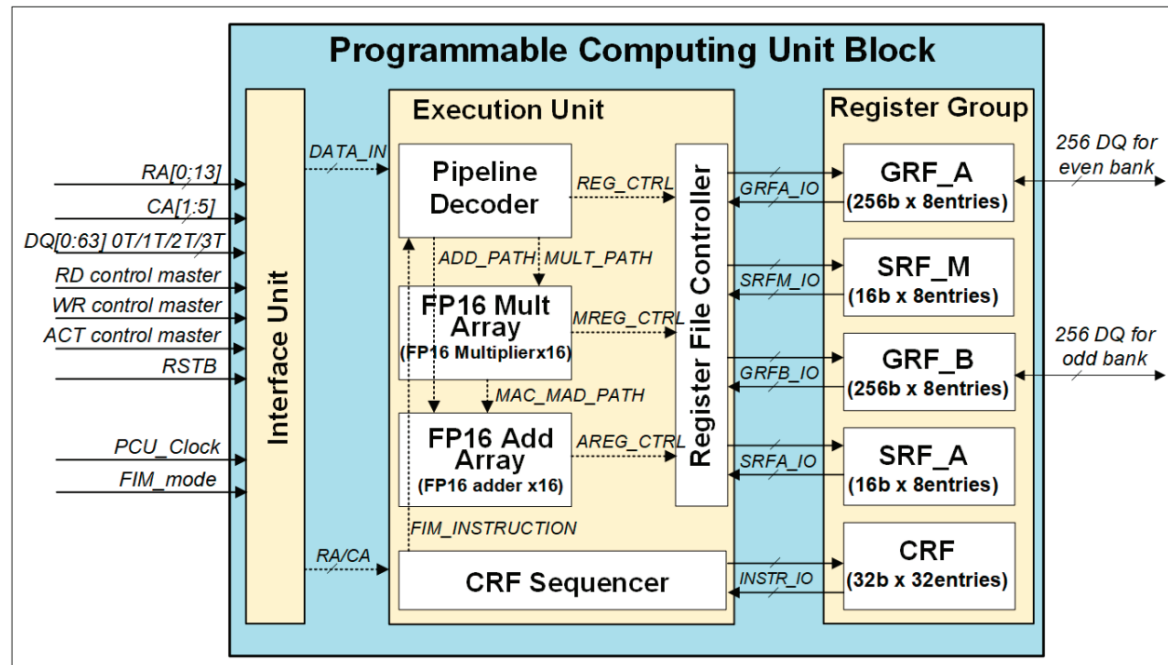 Programmable Computing Unit Block
RA[0:13]
CA[1:5]
DQ[0:63] 0T/1T/2T/3T
RD control master
WR control master
ACT control master
RSTB
PCU_Clock
FIM_mode
Interface Unit
DATA_IN
RA/CA
Execution Unit
Pipeline
Decoder
REG_CTRL
ADD_PATH
MULT_PATH
FP16 Mult
Array
(FP16 Multiplierx16)
MREG_CTRL
MAC_MAD_PATH
FP16 Add
Array
(FP16 adder x16)
AREG_CTRL
FIM_INSTRUCTION
CRF Sequencer
Register File Controller
GRFA_IO
SRFM_IO
GRFB_IO
SRFA_IO
INSTR_IO
Register Group
GRF_A
(256b x 8entries)
SRF_M
(16b x 8entries)
GRF_B
(256b x 8entries)
SRF_A
(16b x 8entries)
CRF
(32b x 32entries)
256 DQ for
even bank
256 DQ for
odd bank